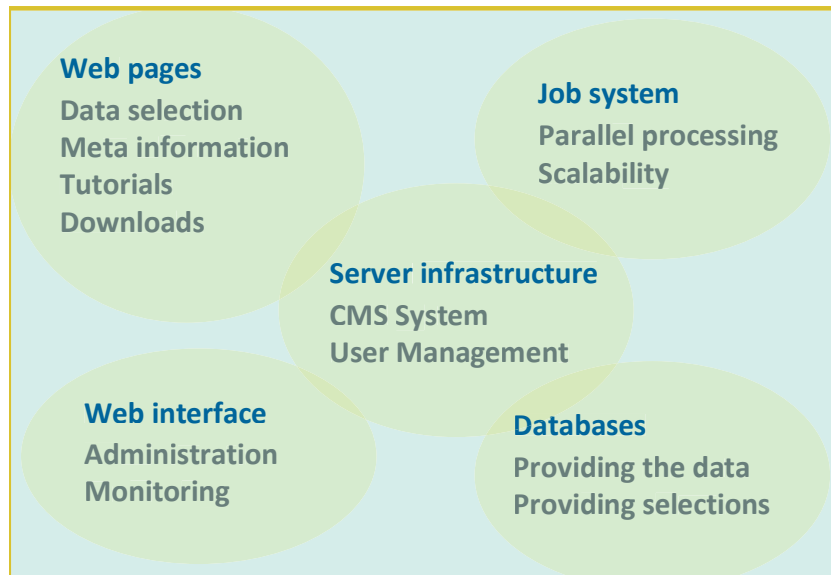 Web pages
Data selection
Meta information
Tutorials
Downloads
Job system
Parallel processing
Scalability
Server infrastructure
CMS System
User Management
Web interface
Administration
Monitoring
Databases
Providing the data
Providing selections